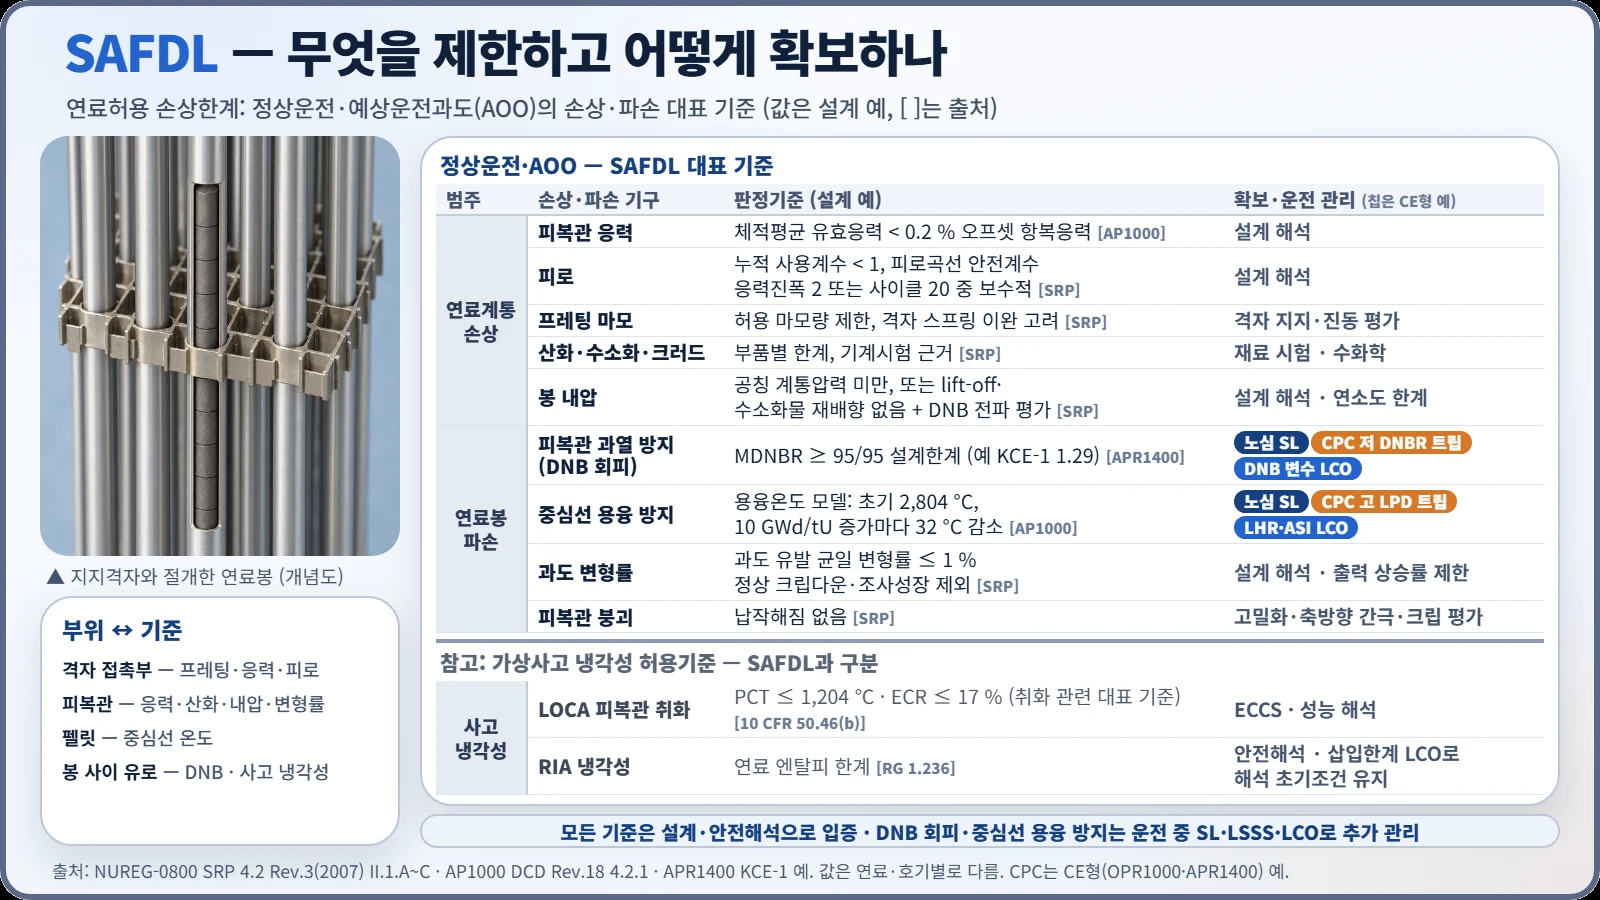 SAFDL — 무엇을 제한하고 어떻게 확보하나
연료허용 손상한계: 정상운전·예상운전과도(AOO)의 손상·파손 대표 기준 (값은 설계 예, [ ]는 출처)
▲ 지지격자와 절개한 연료봉 (개념도)
부위 ↔ 기준
격자 접촉부 — 프레팅·응력·피로
피복관 — 응력·산화·내압·변형률
펠릿 — 중심선 온도
봉 사이 유로 — DNB · 사고 냉각성
정상운전·AOO — SAFDL 대표 기준
범주 손상·파손 기구 판정기준 (설계 예) 확보·운전 관리 (칩은 CE형 예)
연료계통
손상
피복관 응력 체적평균 유효응력 < 0.2 % 오프셋 항복응력 [AP1000] 설계 해석
피로 누적 사용계수 < 1, 피로곡선 안전계수
응력진폭 2 또는 사이클 20 중 보수적 [SRP] 설계 해석
프레팅 마모 허용 마모량 제한, 격자 스프링 이완 고려 [SRP] 격자 지지·진동 평가
산화·수소화·크러드 부품별 한계, 기계시험 근거 [SRP] 재료 시험 · 수화학
봉 내압 공칭 계통압력 미만, 또는 lift-off·
수소화물 재배향 없음 + DNB 전파 평가 [SRP] 설계 해석 · 연소도 한계
연료봉
파손
피복관 과열 방지
(DNB 회피) MDNBR ≥ 95/95 설계한계 (예 KCE-1 1.29) [APR1400] 노심 SL CPC 저 DNBR 트립
DNB 변수 LCO
중심선 용융 방지 용융온도 모델: 초기 2,804 °C,
10 GWd/tU 증가마다 32 °C 감소 [AP1000] 노심 SL CPC 고 LPD 트립
LHR·ASI LCO
과도 변형률 과도 유발 균일 변형률 ≤ 1 %
정상 크립다운·조사성장 제외 [SRP] 설계 해석 · 출력 상승률 제한
피복관 붕괴 납작해짐 없음 [SRP] 고밀화·축방향 간극·크립 평가
참고: 가상사고 냉각성 허용기준 — SAFDL과 구분
사고
냉각성
LOCA 피복관 취화 PCT ≤ 1,204 °C · ECR ≤ 17 % (취화 관련 대표 기준)
[10 CFR 50.46(b)] ECCS · 성능 해석
RIA 냉각성 연료 엔탈피 한계 [RG 1.236] 안전해석 · 삽입한계 LCO로
해석 초기조건 유지
모든 기준은 설계·안전해석으로 입증 · DNB 회피·중심선 용융 방지는 운전 중 SL·LSSS·LCO로 추가 관리
출처: NUREG-0800 SRP 4.2 Rev.3(2007) II.1.A~C · AP1000 DCD Rev.18 4.2.1 · APR1400 KCE-1 예. 값은 연료·호기별로 다름. CPC는 CE형(OPR1000·APR1400) 예.